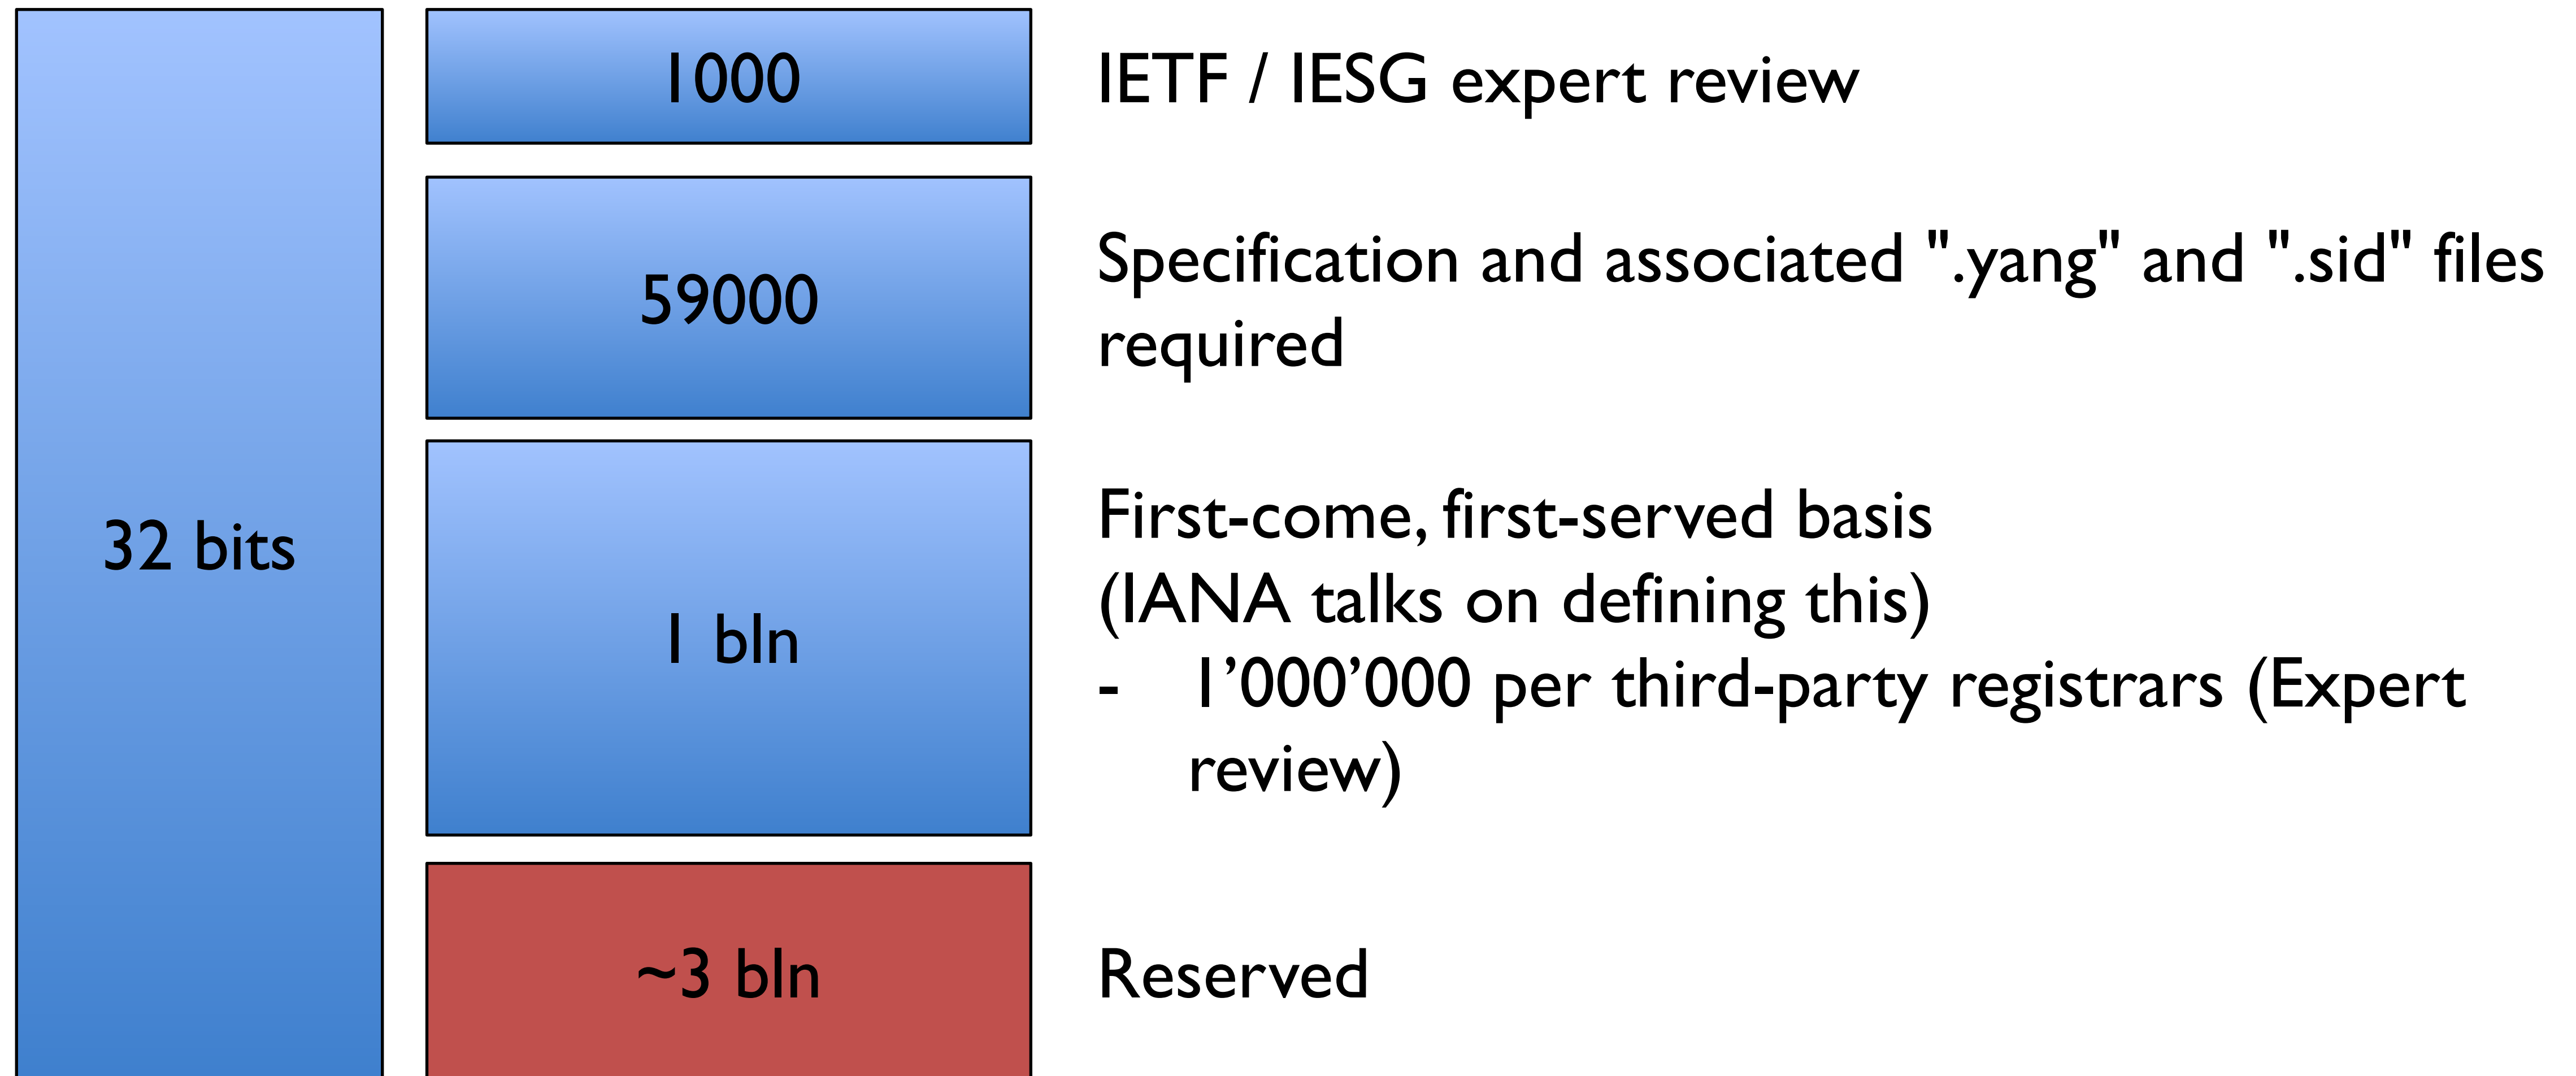 32 bits
1000
IETF / IESG expert review
59000
Specification and associated ".yang" and ".sid" files
required
1 bln
First-come, first-served basis
(IANA talks on defining this)
- 1’000’000 per third-party registrars (Expert
review)
~3 bln
Reserved